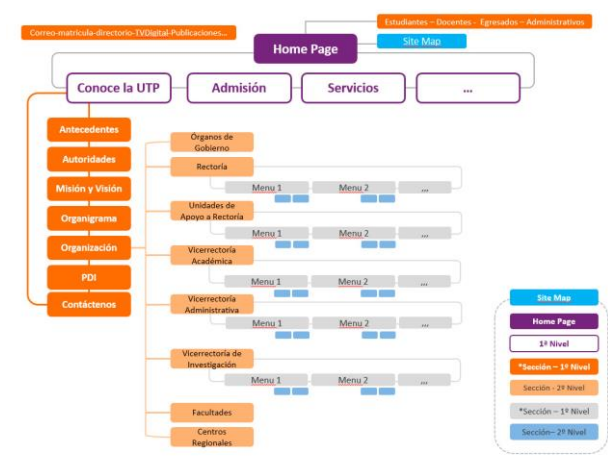 Estudiantes – Docentes - Egresados – Administrativos
Correo-matricula-directorio-TVDigital-Publicaciones...
Home Page
Site Map
Conoce la UTP
Admisión
Servicios
...
Antecedentes
Autoridades
Misión y Visión
Organigrama
Organización
PDI
Contáctenos
Órganos de
Gobierno
Rectoría
Menu 1
Menu 2
,,,
Unidades de
Apoyo a Rectoría
Menu 1
Menu 2
,,,
Vicerrectoría
Académica
Menu 1
Menu 2
,,,
Vicerrectoría
Administrativa
Menu 1
Menu 2
,,,
Vicerrectoría de
Investigación
Menu 1
Menu 2
,,,
Facultades
Centros
Regionales
Site Map
Home Page
1º Nivel
*Sección – 1º Nivel
Sección - 2º Nivel
*Sección – 1º Nivel
Sección– 2º Nivel